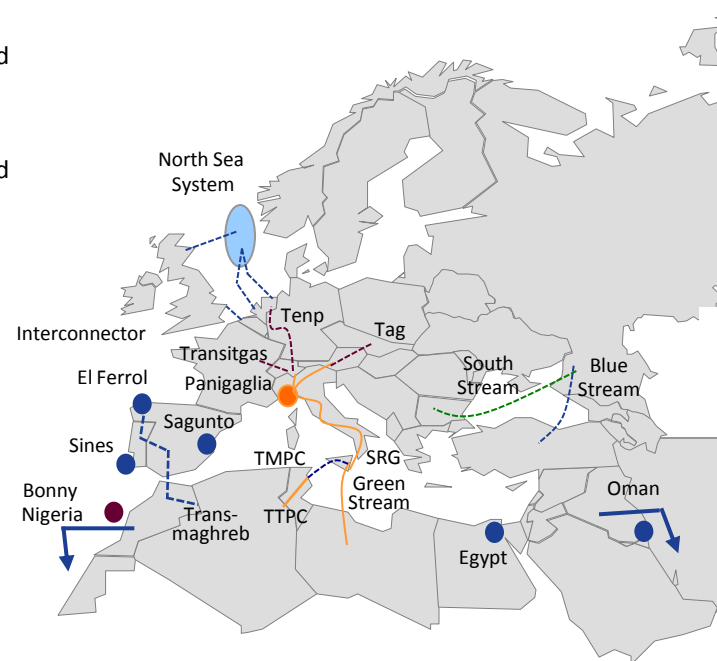 d
d
North Sea
System
Tenp
Interconnector
Tag
Transitgas
South
Stream
Blue
Stream
El Ferrol
Panigaglia
Sagunto
Sines
TMPC
SRG
Bonny
Nigeria
Green
Stream
Oman
Trans-
maghreb
TTPC
Egypt